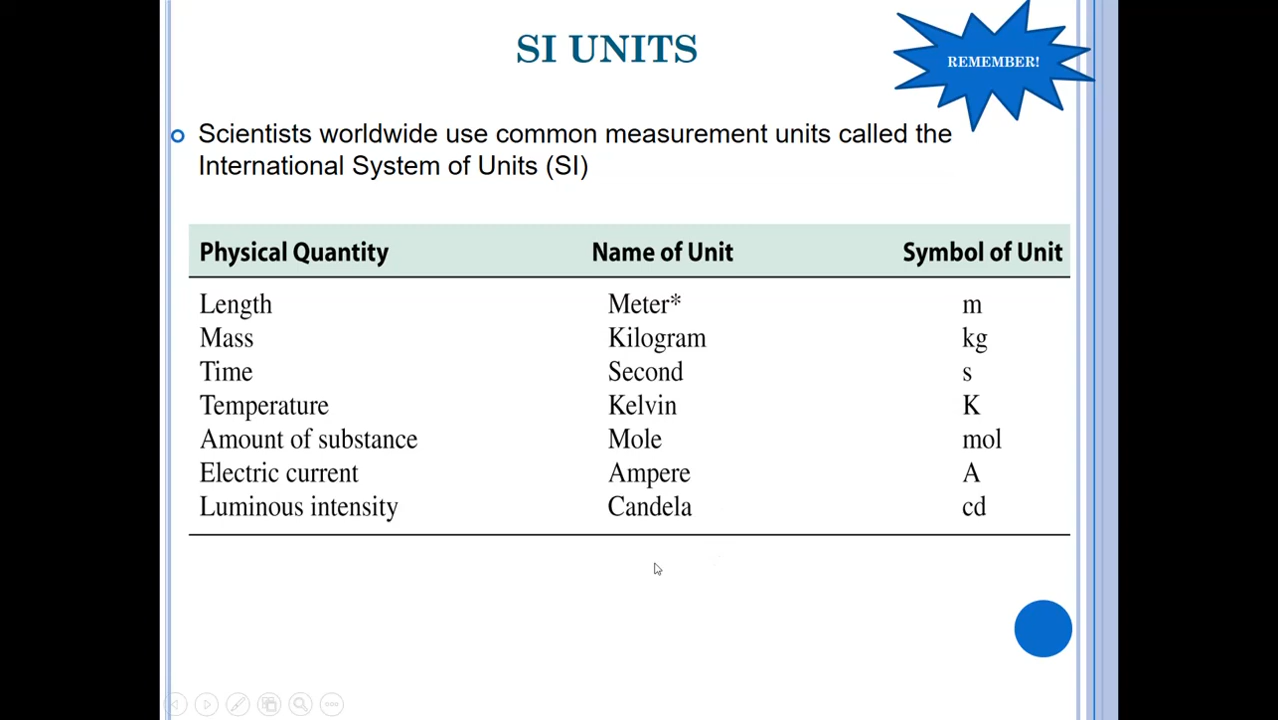 SI UNITS
REMEMBER!
Scientists worldwide use common measurement units called the
International System of Units (SI)
Physical Quantity Name of Unit Symbol of Unit
Length Meter* m
Mass Kilogram kg
Time Second s
Temperature Kelvin K
Amount of substance Mole mol
Electric current Ampere A
Luminous intensity Candela cd